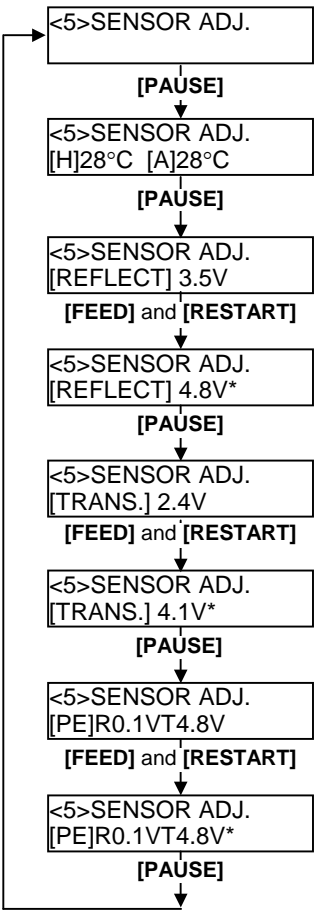 <5>SENSOR ADJ.
[PAUSE]
<5>SENSOR ADJ.
[H]28°C [A]28°C
[PAUSE]
<5>SENSOR ADJ.
[REFLECT] 3.5V
[FEED] and [RESTART]
<5>SENSOR ADJ.
[REFLECT] 4.8V*
[PAUSE]
<5>SENSOR ADJ.
[TRANS.] 2.4V
[FEED] and [RESTART]
<5>SENSOR ADJ.
[TRANS.] 4.1V*
[PAUSE]
<5>SENSOR ADJ.
[PE]R0.1VT4.8V
[FEED] and [RESTART]
<5>SENSOR ADJ.
[PE]R0.1VT4.8V*
[PAUSE]